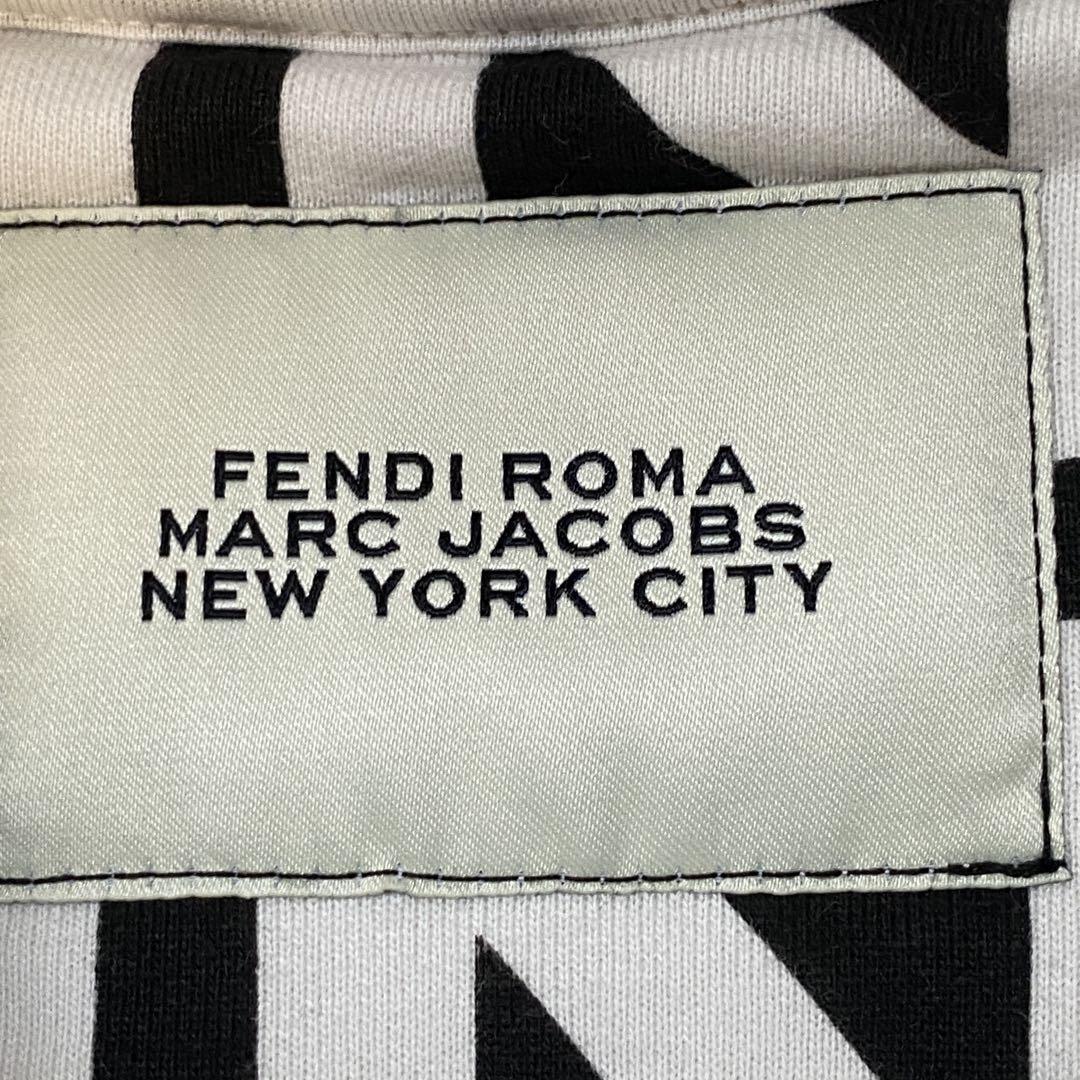 FENDI ROMA
MARC JACOBS
NEW YORK CITY